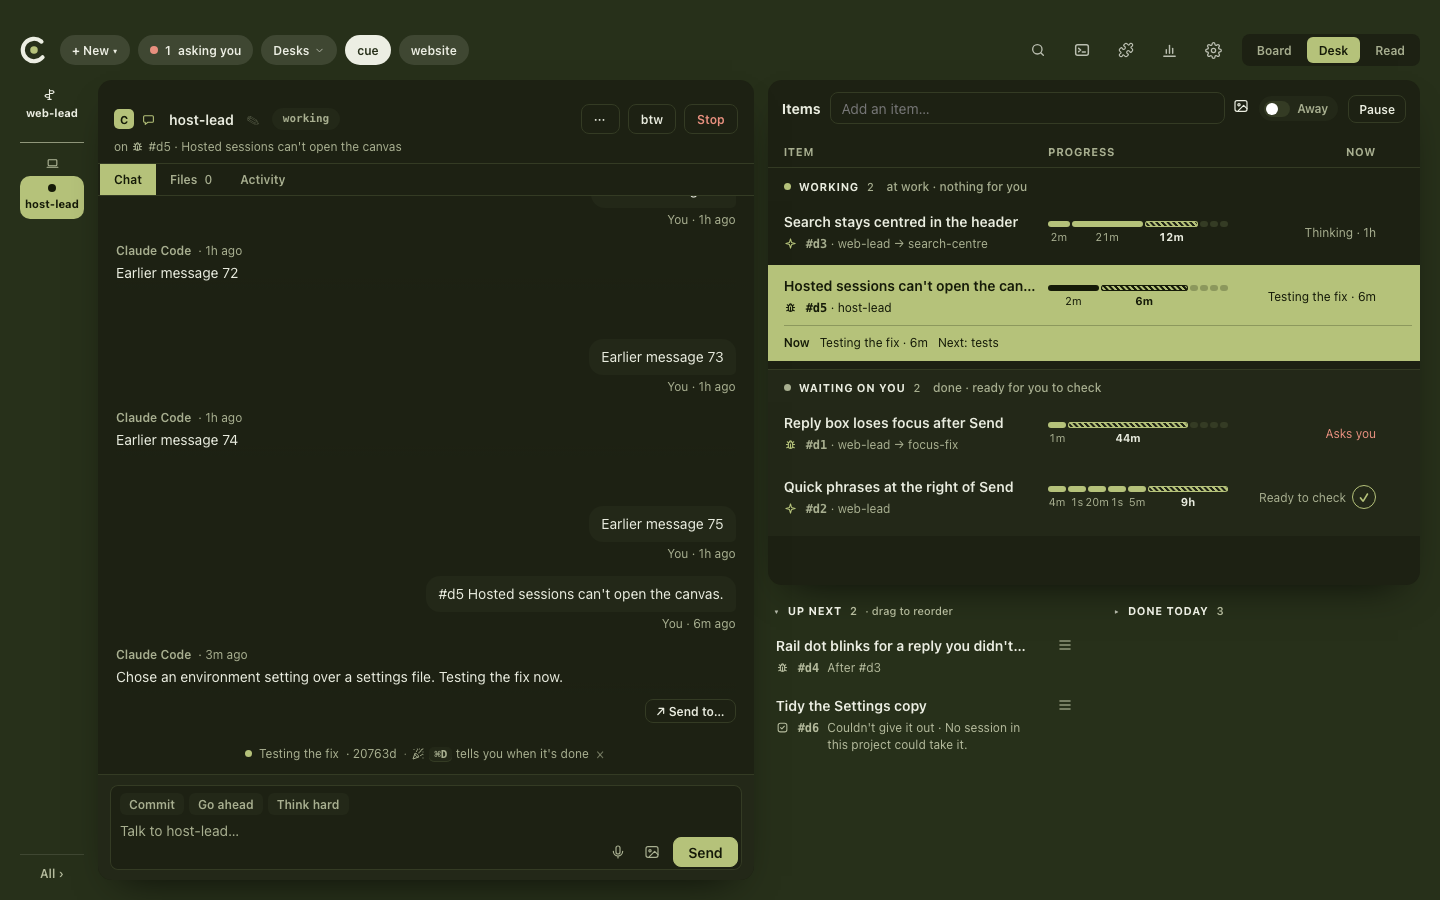 + New
1 asking you
Desks
cue
website
Board
Desk
Read
web-lead
host-lead
All ›
C
host-lead
working
...
btw
Stop
on #d5 · Hosted sessions can't open the canvas
Chat
Files 0
Activity
You · 1h ago
Claude Code · 1h ago
Earlier message 72
Earlier message 73
You · 1h ago
Claude Code · 1h ago
Earlier message 74
Earlier message 75
You · 1h ago
#d5 Hosted sessions can't open the canvas.
You · 6m ago
Claude Code · 3m ago
Chose an environment setting over a settings file. Testing the fix now.
↗ Send to...
Testing the fix · 20763d · ⌘D tells you when it's done ×
Commit
Go ahead
Think hard
Talk to host-lead...
Send
Items
Add an item...
Away
Pause
ITEM
PROGRESS
NOW
WORKING 2 at work · nothing for you
Search stays centred in the header
2m 21m 12m
Thinking · 1h
#d3 · web-lead → search-centre
Hosted sessions can't open the can...
2m 6m
Testing the fix · 6m
#d5 · host-lead
Now Testing the fix · 6m Next: tests
WAITING ON YOU 2 done · ready for you to check
Reply box loses focus after Send
1m 44m
Asks you
#d1 · web-lead → focus-fix
Quick phrases at the right of Send
4m 1s 20m 1s 5m 9h
Ready to check
#d2 · web-lead
UP NEXT 2 · drag to reorder
DONE TODAY 3
Rail dot blinks for a reply you didn't...
#d4 After #d3
Tidy the Settings copy
#d6 Couldn't give it out · No session in
this project could take it.